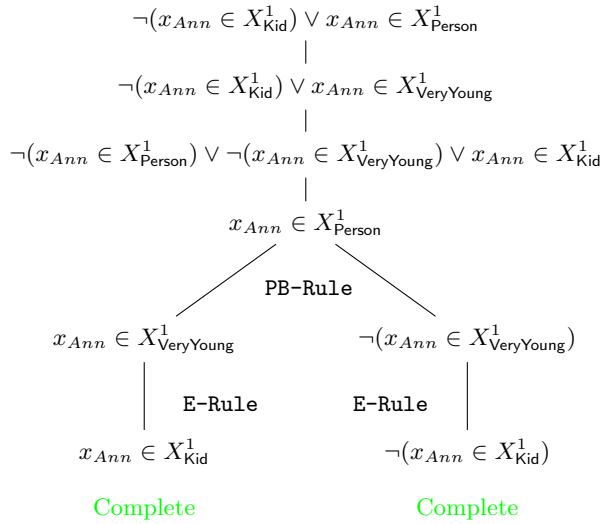 ¬(x_{Ann} ∈ X^1_{Kid}) ∨ x_{Ann} ∈ X^1_{Person}
¬(x_{Ann} ∈ X^1_{Kid}) ∨ x_{Ann} ∈ X^1_{VeryYoung}
¬(x_{Ann} ∈ X^1_{Person}) ∨ ¬(x_{Ann} ∈ X^1_{VeryYoung}) ∨ x_{Ann} ∈ X^1_{Kid}
x_{Ann} ∈ X^1_{Person}
PB-Rule
x_{Ann} ∈ X^1_{VeryYoung} ¬(x_{Ann} ∈ X^1_{VeryYoung})
E-Rule E-Rule
x_{Ann} ∈ X^1_{Kid} ¬(x_{Ann} ∈ X^1_{Kid})
Complete Complete